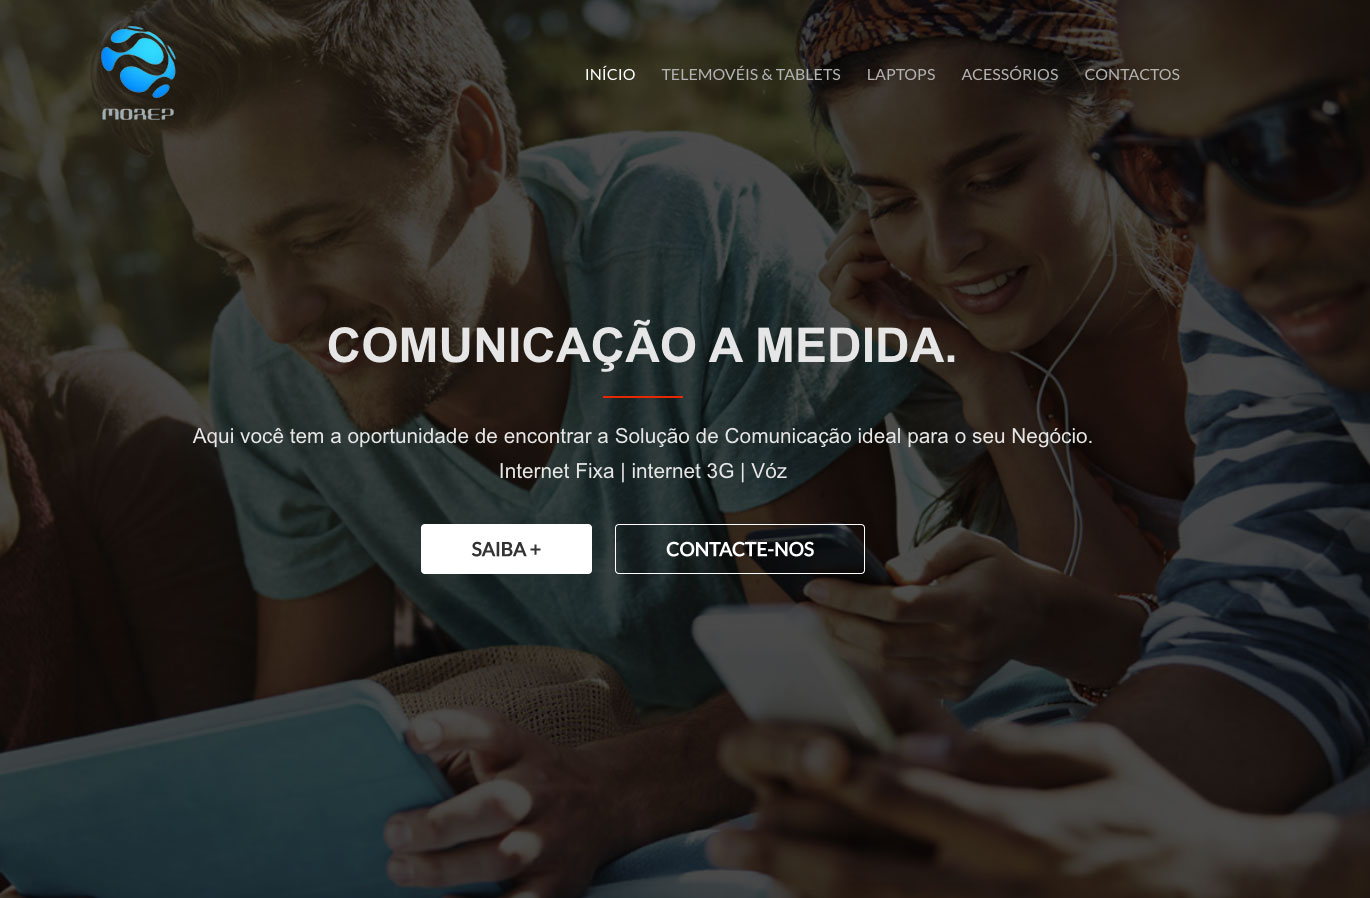 MOREP
INÍCIO TELEMOVÉIS & TABLETS LAPTOPS ACESSÓRIOS CONTACTOS
COMUNICAÇÃO A MEDIDA.
Aqui você tem a oportunidade de encontrar a Solução de Comunicação ideal para o seu Negócio.
Internet Fixa | internet 3G | Vóz
SAIBA + CONTACTE-NOS